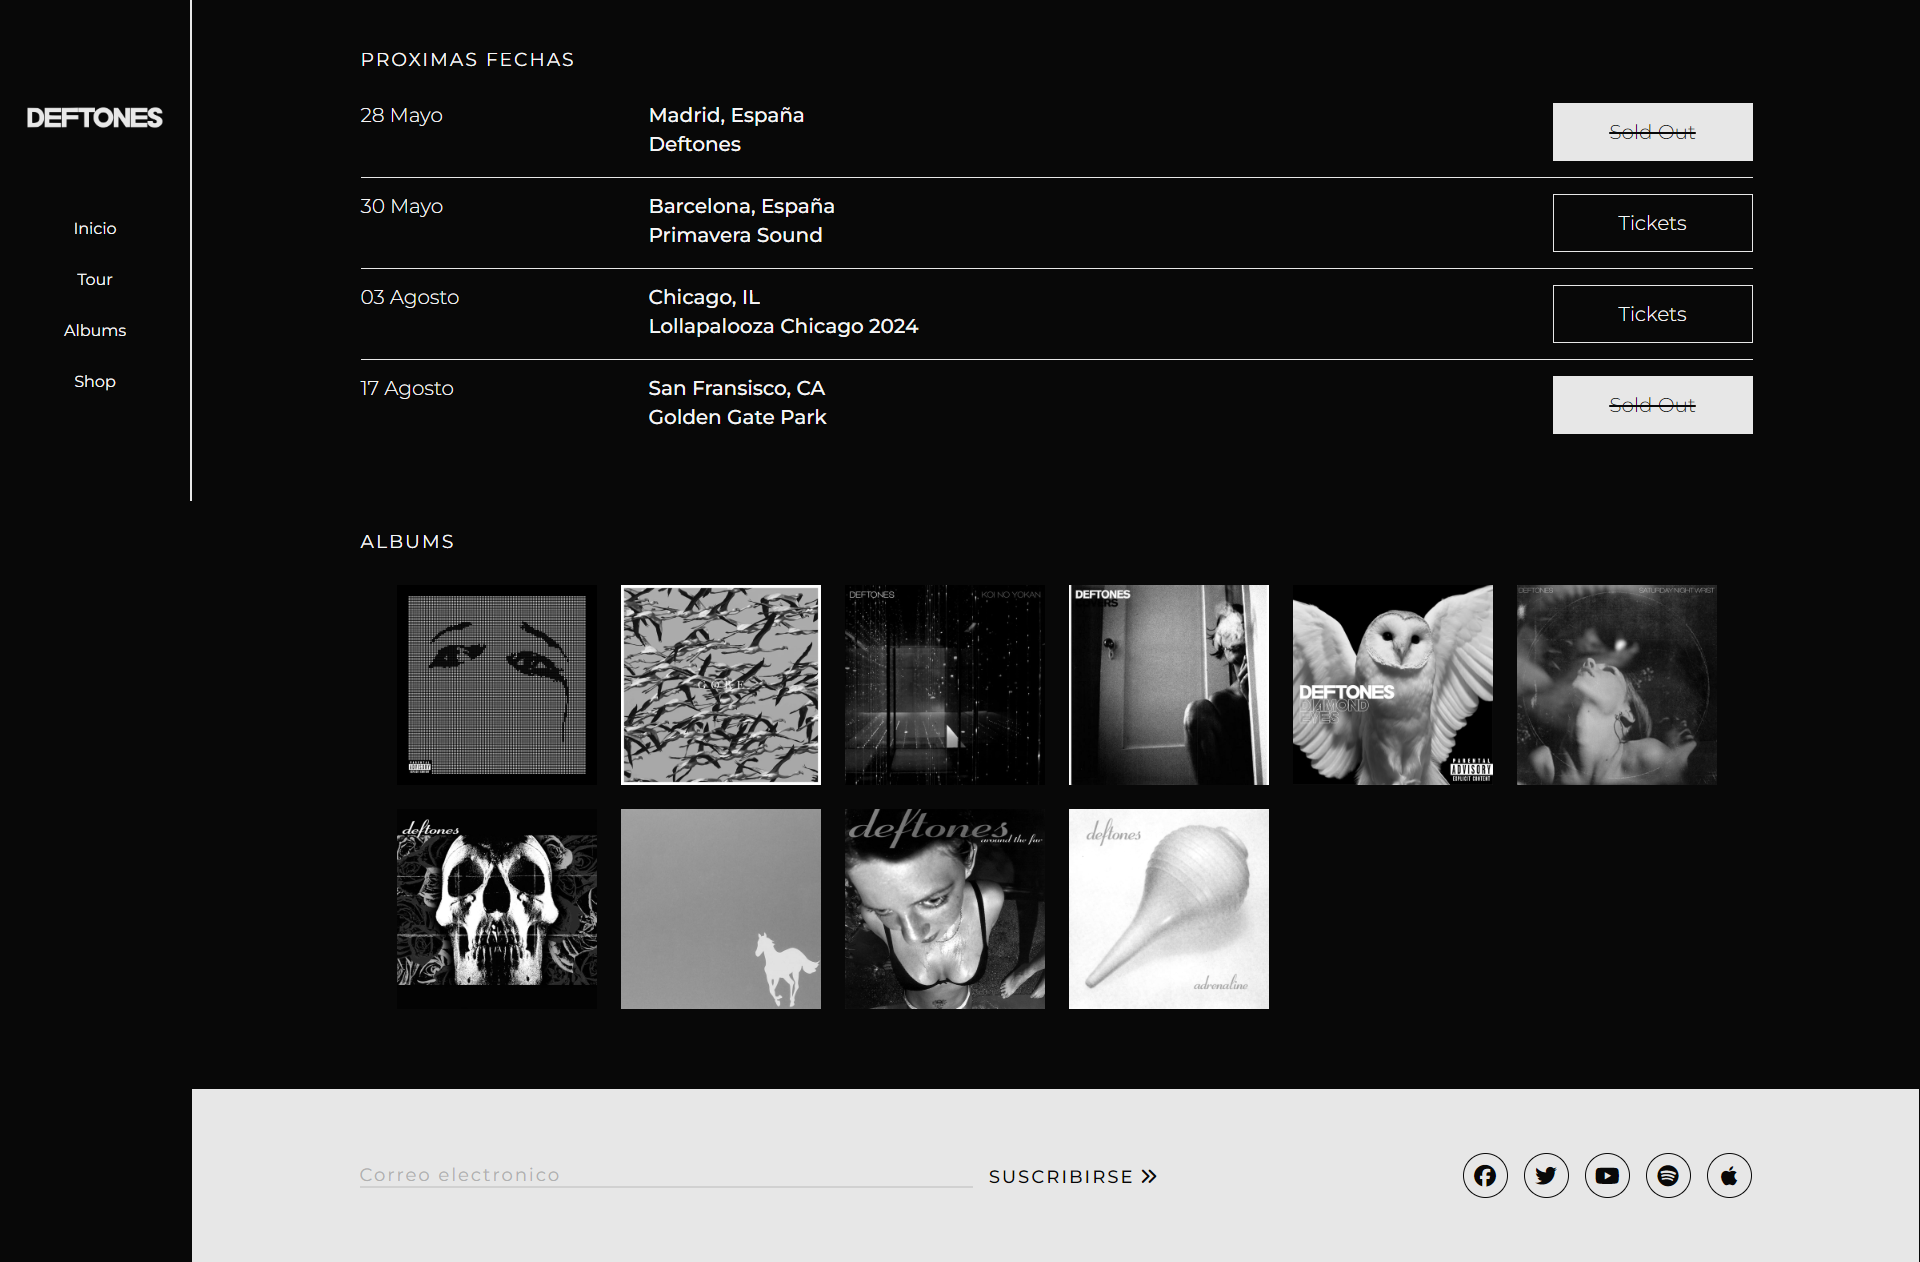 DEFTONES
Inicio
Tour
Albums
Shop
PROXIMAS FECHAS
28 Mayo
Madrid, España
Deftones
Sold Out
30 Mayo
Barcelona, España
Primavera Sound
Tickets
03 Agosto
Chicago, IL
Lollapalooza Chicago 2024
Tickets
17 Agosto
San Fransisco, CA
Golden Gate Park
Sold Out
ALBUMS
GORE
DEFTONES
KOI NO YOKAN
DEFTONES
COVERS
DEFTONES
DIAMOND
EYES
PARENTAL
ADVISORY
EXPLICIT CONTENT
DEFTONES
SATURDAY NIGHT WRIST
deftones
deftones
around the fur
deftones
adrenaline
Correo electronico
SUSCRIBIRSE